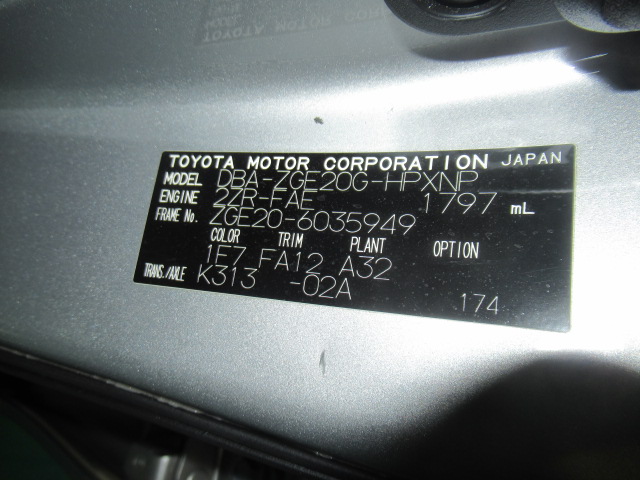 TOYOTA MOTOR CORPORATION JAPAN
MODEL DBA-ZGE20G-HPXNP
ENGINE 2ZR-FAE 1797 mL
FRAME No. ZGE20-6035949
COLOR TRIM PLANT OPTION
1F7 FA12 A32
TRANS./AXLE K313 -02A
174